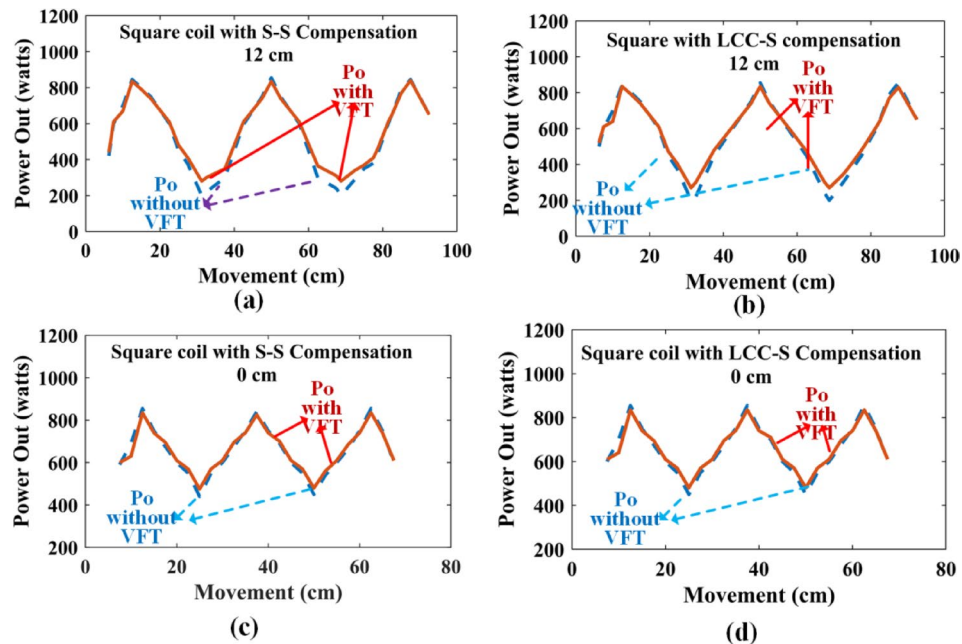 1200
1000
800
600
400
200
0
Power Out (watts)
Square coil with S-S Compensation
12 cm
Po
with
VFT
Po
without
VFT
0 20 40 60 80 100
Movement (cm)
(a)
1200
1000
800
600
400
200
0
Power Out (watts)
Square with LCC-S compensation
12 cm
Po
with
VFT
Po
without
VFT
0 20 40 60 80 100
Movement (cm)
(b)
1200
1000
800
600
400
200
Power Out (watts)
Square coil with S-S Compensation
0 cm
Po
with
VFT
Po
without
VFT
0 20 40 60 80
Movement (cm)
(c)
1200
1000
800
600
400
200
Power Out (watts)
Square coil with LCC-S Compensation
0 cm
Po
with
VFT
Po
without
VFT
0 20 40 60 80
Movement (cm)
(d)